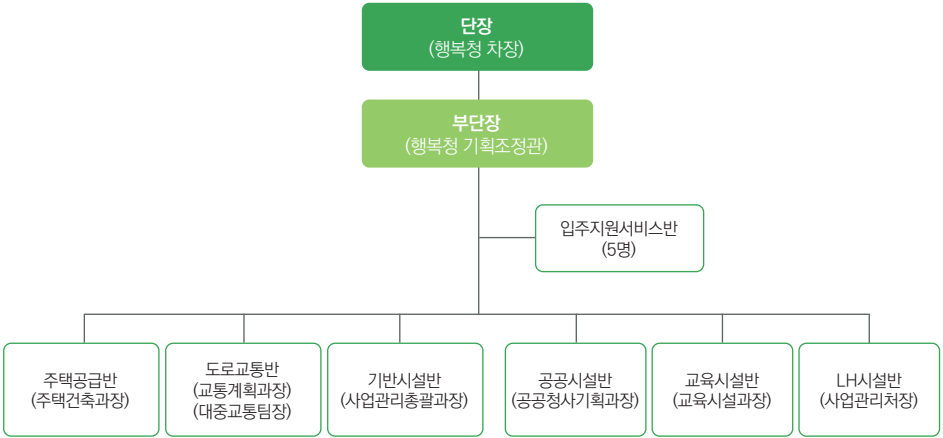 단장
(행복청 차장)
부단장
(행복청 기획조정관)
입주지원서비스반
(5명)
주택공급반
(주택건축과장)
도로교통반
(교통계획과장)
(대중교통팀장)
기반시설반
(사업관리총괄과장)
공공시설반
(공공청사기획과장)
교육시설반
(교육시설과장)
LH시설반
(사업관리처장)